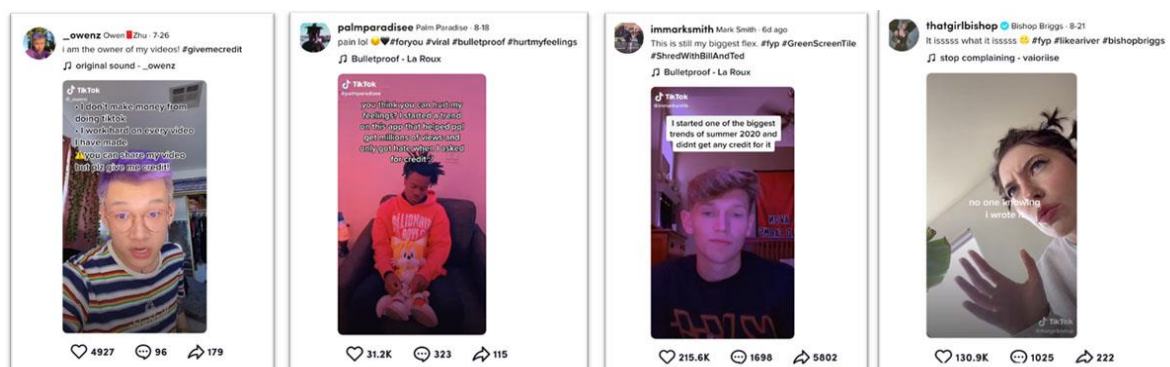 _owenz Owen Zhu · 7-26
i am the owner of my videos! #givemecredit
original sound - _owenz
TikTok
• I don't make money from
doing tiktok
• I work hard on every video
I have made
⚠️you can share my video
but plz give me credit!
4927 96 179
palmparadisee Palm Paradise · 8-18
pain lol 😔🖤#foryou #viral #bulletproof #hurtmyfeelings
Bulletproof - La Roux
TikTok
@palmparadisee
you think you can hurt my
feelings? I started a trend
on this app that helped ppl
get millions of views and
only got hate when I asked
for credit
31.2K 323 115
immarksmith Mark Smith · 6d ago
This is still my biggest flex. #fyp #GreenScreenTile
#ShredWithBillAndTed
Bulletproof - La Roux
TikTok
@immarksmith
I started one of the biggest
trends of summer 2020 and
didnt get any credit for it
215.6K 1698 5802
thatgirlbishop Bishop Briggs · 8-21
It isssss what it isssss #fyp #likeariver #bishopbriggs
stop complaining - valoriise
no one knowing
i wrote it
TikTok
@thatgirlbishop
130.9K 1025 222